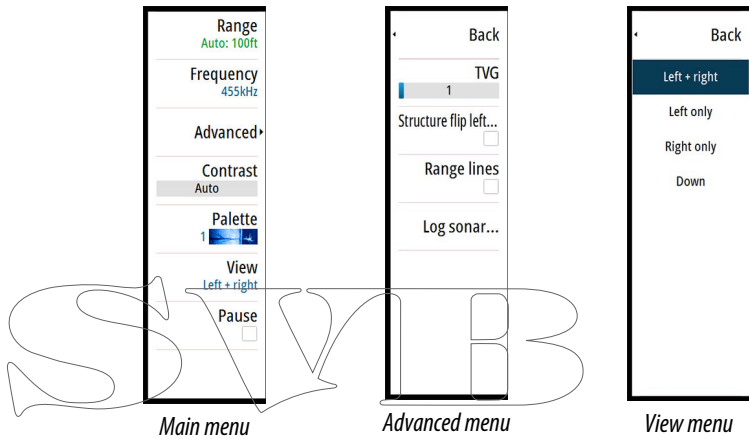 Range
Auto: 100ft
Frequency
455kHz
Advanced
Contrast
Auto
Palette
1
View
Left + right
Pause
Main menu
Back
TVG
1
Structure flip left...
Range lines
Log sonar...
Advanced menu
Back
Left + right
Left only
Right only
Down
View menu
SynB